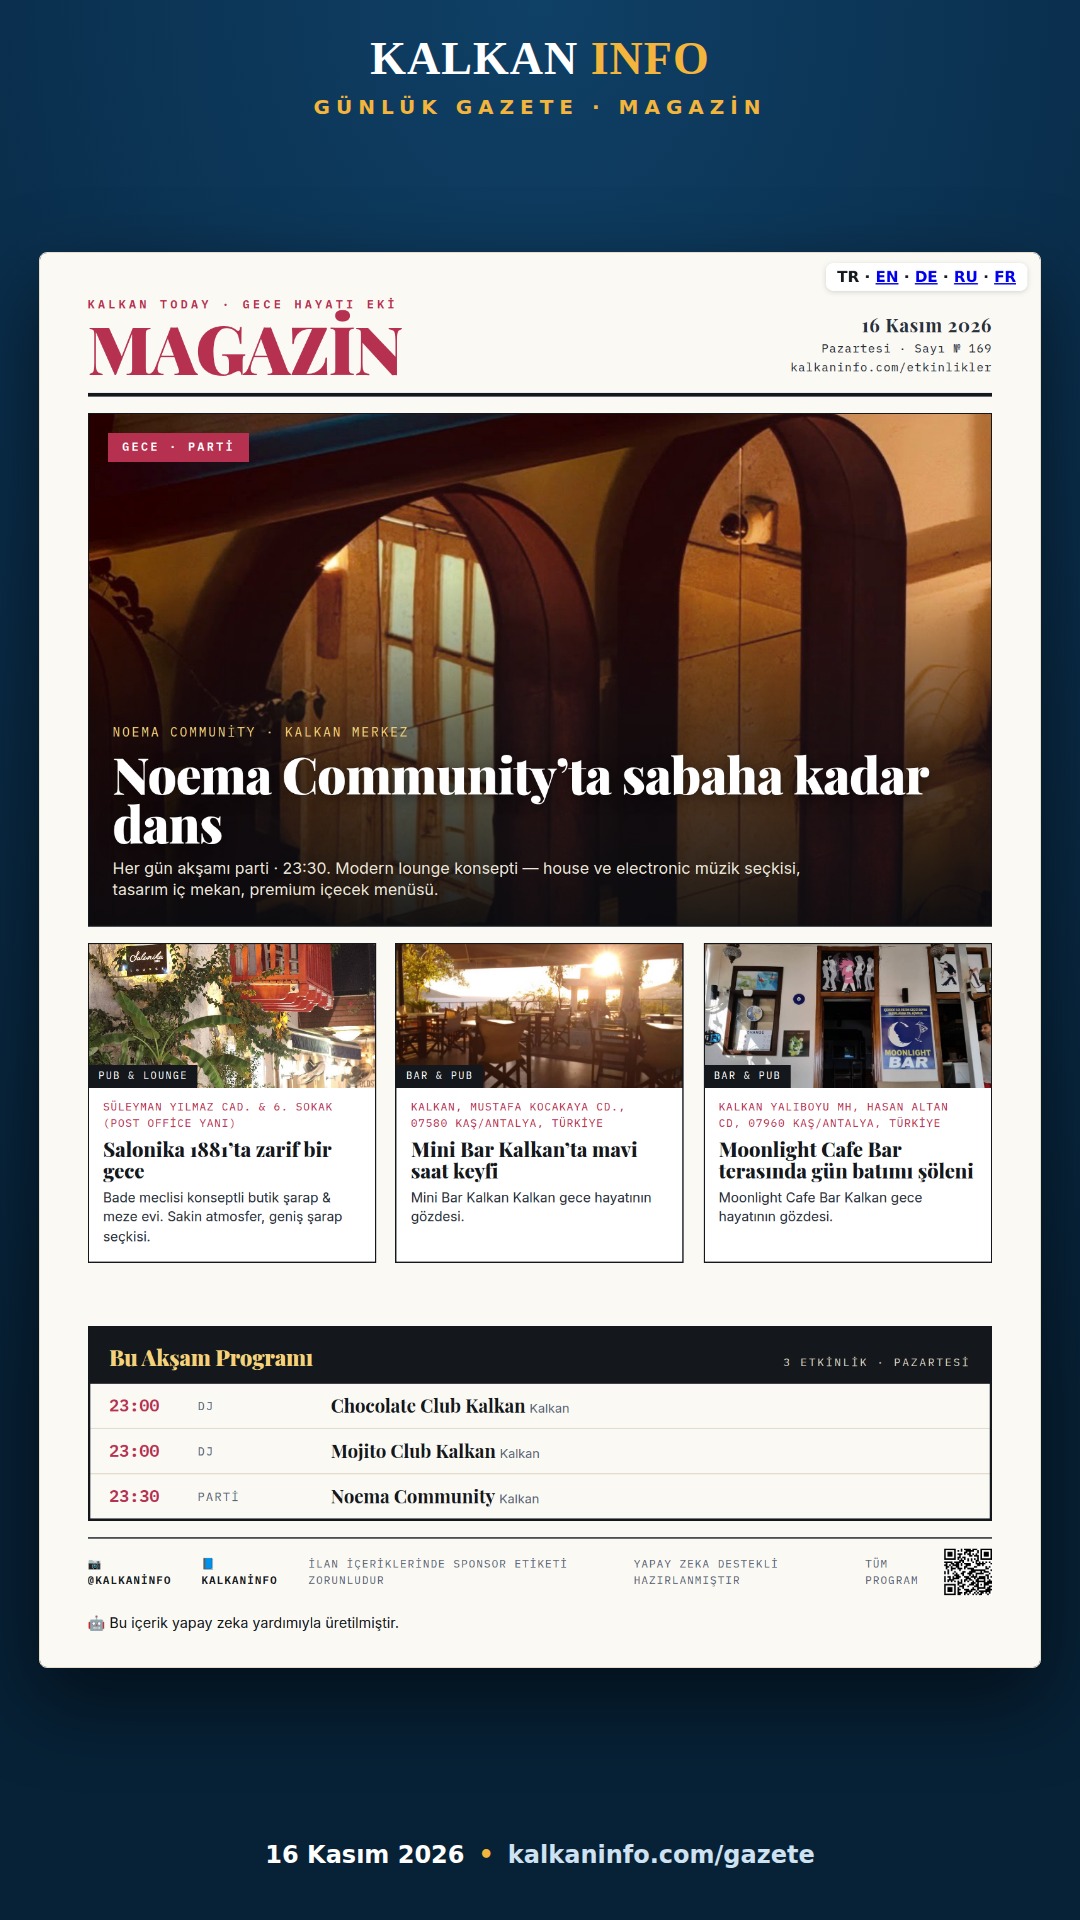 KALKAN INFO
GÜNLÜK GAZETE · MAGAZİN
TR · EN · DE · RU · FR
KALKAN TODAY · GECE HAYATI EKİ
MAGAZİN
16 Kasım 2026
Pazartesi · Sayı № 169
kalkaninfo.com/etkinlikler
GECE · PARTİ
NOEMA COMMUNİTY · KALKAN MERKEZ
Noema Community’ta sabaha kadar
dans
Her gün akşamı parti · 23:30. Modern lounge konsepti — house ve electronic müzik seçkisi,
tasarım iç mekan, premium içecek menüsü.
Salonika
LOUNGE
PUB & LOUNGE
SÜLEYMAN YILMAZ CAD. & 6. SOKAK
(POST OFFİCE YANI)
Salonika 1881’ta zarif bir
gece
Bade meclisi konseptli butik şarap &
meze evi. Sakin atmosfer, geniş şarap
seçkisi.
BAR & PUB
KALKAN, MUSTAFA KOCAKAYA CD.,
07580 KAŞ/ANTALYA, TÜRKİYE
Mini Bar Kalkan’ta mavi
saat keyfi
Mini Bar Kalkan Kalkan gece hayatının
gözdesi.
MOONLIGHT
BAR
BAR & PUB
KALKAN YALIBOYU MH, HASAN ALTAN
CD, 07960 KAŞ/ANTALYA, TÜRKİYE
Moonlight Cafe Bar
terasında gün batımı şöleni
Moonlight Cafe Bar Kalkan gece
hayatının gözdesi.
Bu Akşam Programı
3 ETKİNLİK · PAZARTESİ
23:00 DJ Chocolate Club Kalkan Kalkan
23:00 DJ Mojito Club Kalkan Kalkan
23:30 PARTİ Noema Community Kalkan
@KALKANİNFO
KALKANİNFO
İLAN İÇERİKLERİNDE SPONSOR ETİKETİ
ZORUNLUDUR
YAPAY ZEKA DESTEKLİ
HAZIRLANMIŞTIR
TÜM
PROGRAM
🤖 Bu içerik yapay zeka yardımıyla üretilmiştir.
16 Kasım 2026 • kalkaninfo.com/gazete